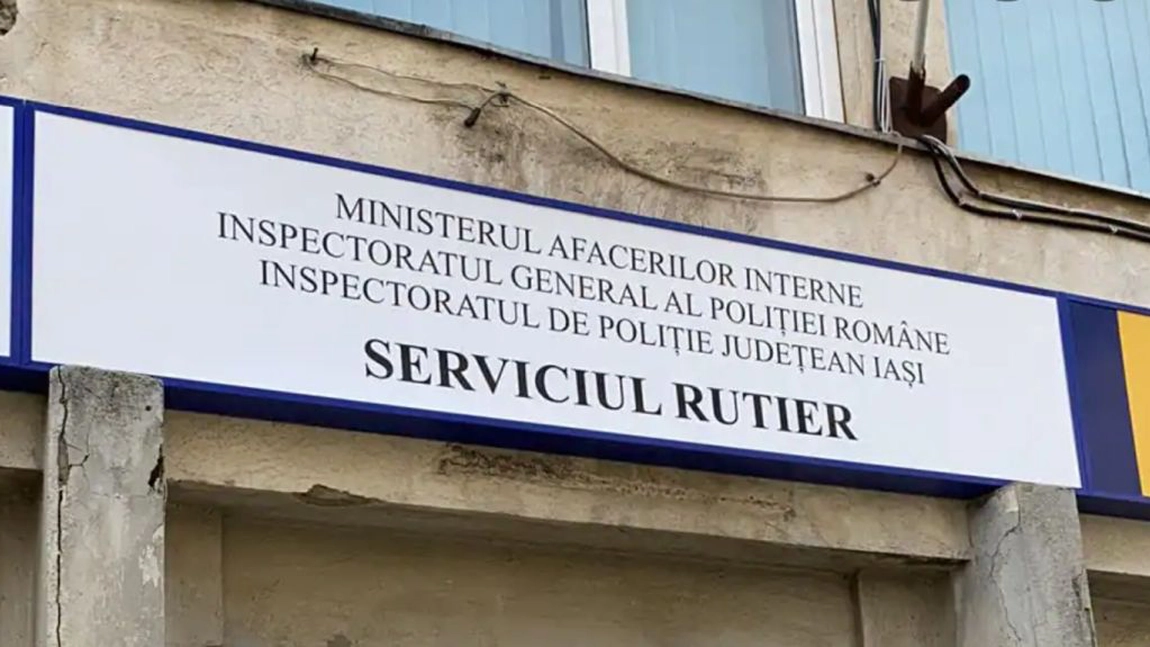 MINISTERUL AFACERILOR INTERNE
INSPECTORATUL GENERAL AL POLIȚIEI ROMÂNE
INSPECTORATUL DE POLIȚIE JUDEȚEAN IAȘI
SERVICIUL RUTIER